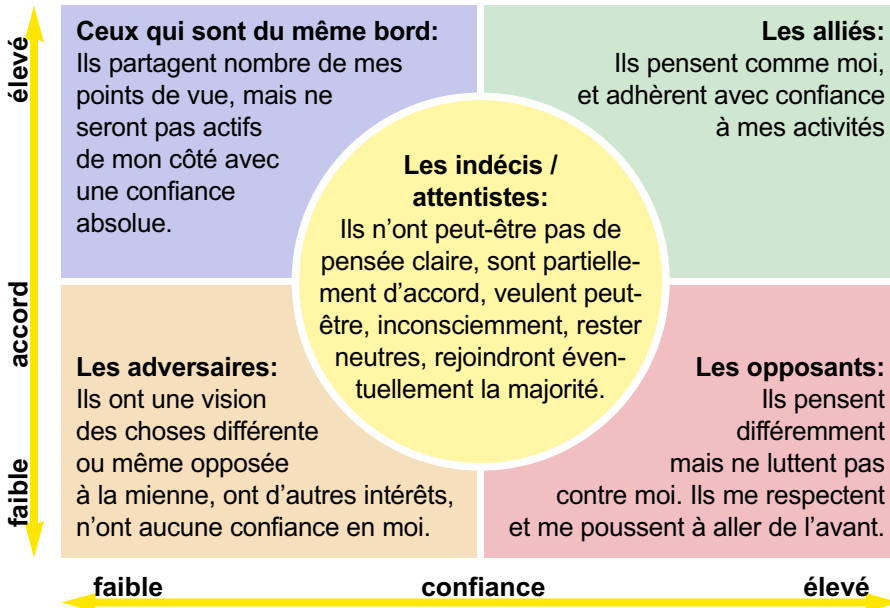 élevé
accord
faible
Ceux qui sont du même bord:
Ils partagent nombre de mes
points de vue, mais ne
seront pas actifs
de mon côté avec
une confiance
absolue.
Les alliés:
Ils pensent comme moi,
et adhèrent avec confiance
à mes activités
Les indécis /
attentistes:
Ils n’ont peut-être pas de
pensée claire, sont partielle-
ment d’accord, veulent peut-
être, inconsciemment, rester
neutres, rejoindront éven-
tuellement la majorité.
Les adversaires:
Ils ont une vision
des choses différente
ou même opposée
à la mienne, ont d’autres intérêts,
n’ont aucune confiance en moi.
Les opposants:
Ils pensent
différemment
mais ne luttent pas
contre moi. Ils me respectent
et me poussent à aller de l’avant.
faible
confiance
élevé